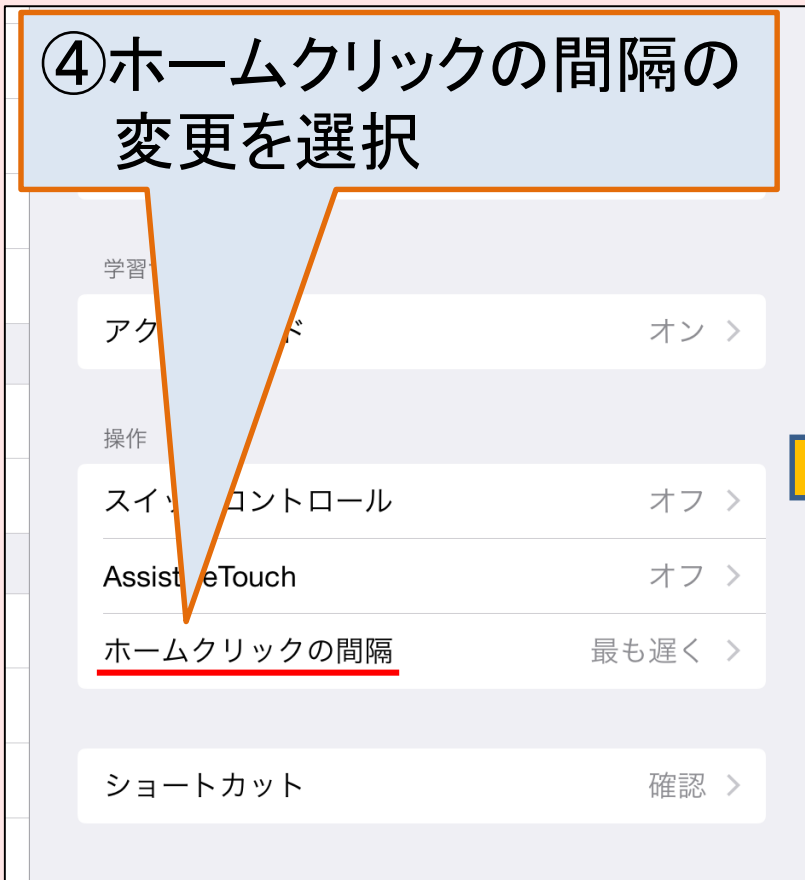 ④ホームクリックの間隔の
変更を選択
学習
アク ド オン
操作
スイッチコントロール オフ
AssistiveTouch オフ
ホームクリックの間隔 最も遅く
ショートカット 確認